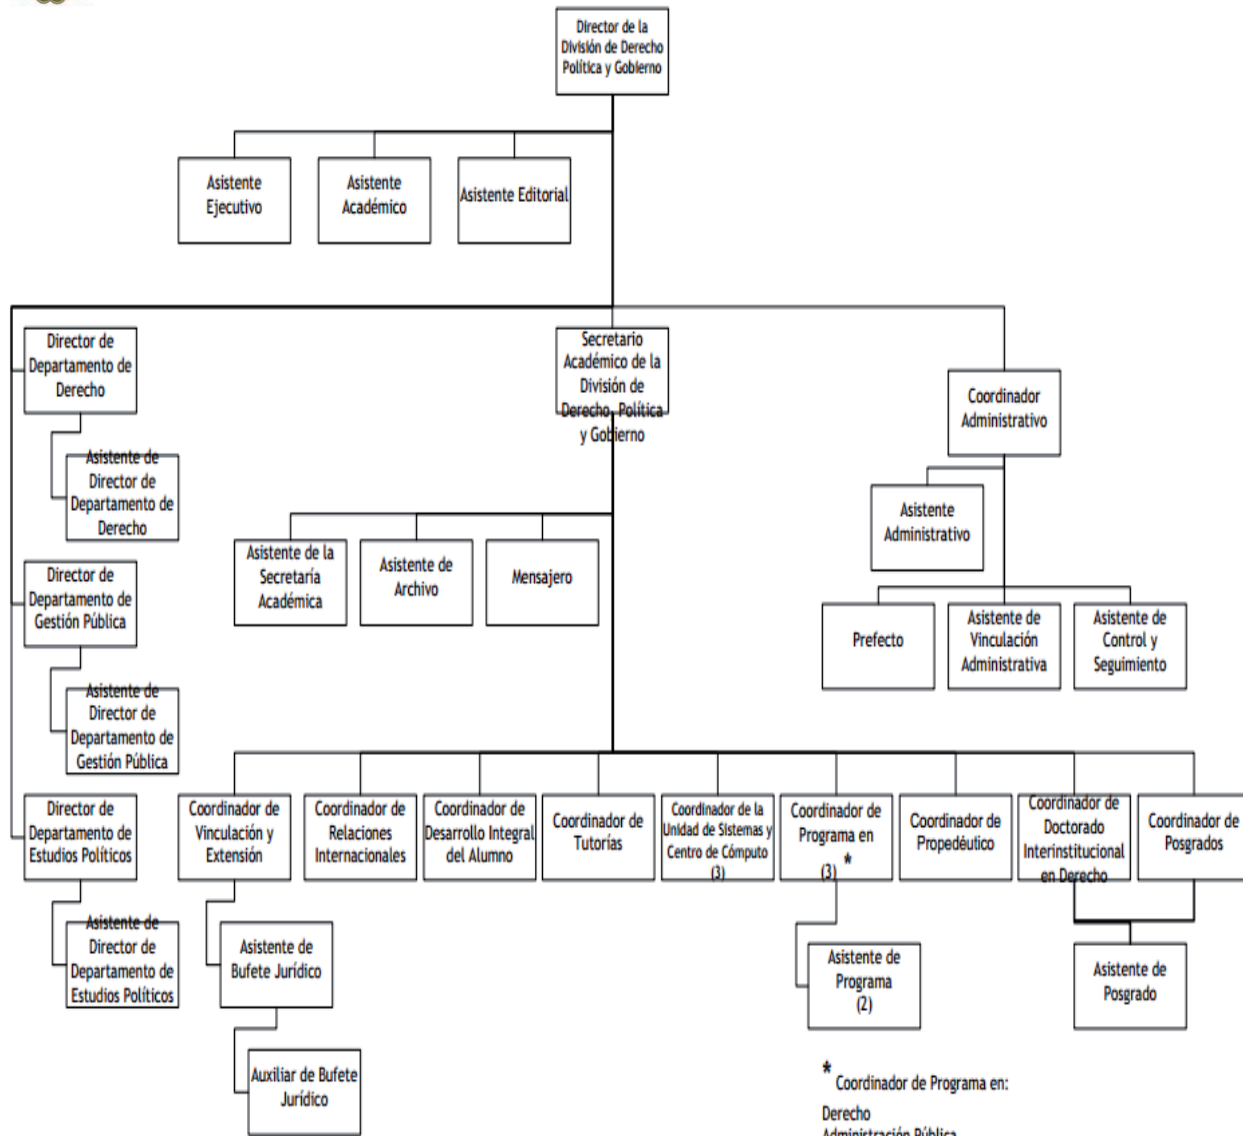 Director de la
División de Derecho
Política y Gobierno
Asistente
Ejecutivo
Asistente
Académico
Asistente Editorial
Director de
Departamento de
Derecho
Asistente de
Director de
Departamento de
Derecho
Secretario
Académico de la
División de
Derecho, Política
y Gobierno
Coordinador
Administrativo
Asistente
Administrativo
Asistente de la
Secretaría
Académica
Asistente de
Archivo
Mensajero
Prefecto
Asistente de
Vinculación
Administrativa
Asistente de
Control y
Seguimiento
Director de
Departamento de
Gestión Pública
Asistente de
Director de
Departamento de
Gestión Pública
Director de
Departamento de
Estudios Políticos
Asistente de
Director de
Departamento de
Estudios Políticos
Coordinador de
Vinculación y
Extensión
Coordinador de
Relaciones
Internacionales
Coordinador de
Desarrollo Integral
del Alumno
Coordinador de
Tutorías
Coordinador de la
Unidad de Sistemas y
Centro de Cómputo
(3)
Coordinador de
Programa en
(3) *
Coordinador de
Propedéutico
Coordinador de
Doctorado
Interinstitucional
en Derecho
Coordinador de
Posgrados
Asistente de
Bufete Jurídico
Auxiliar de Bufete
Jurídico
Asistente de
Programa
(2)
Asistente de
Posgrado
* Coordinador de Programa en:
Derecho
Administración Pública